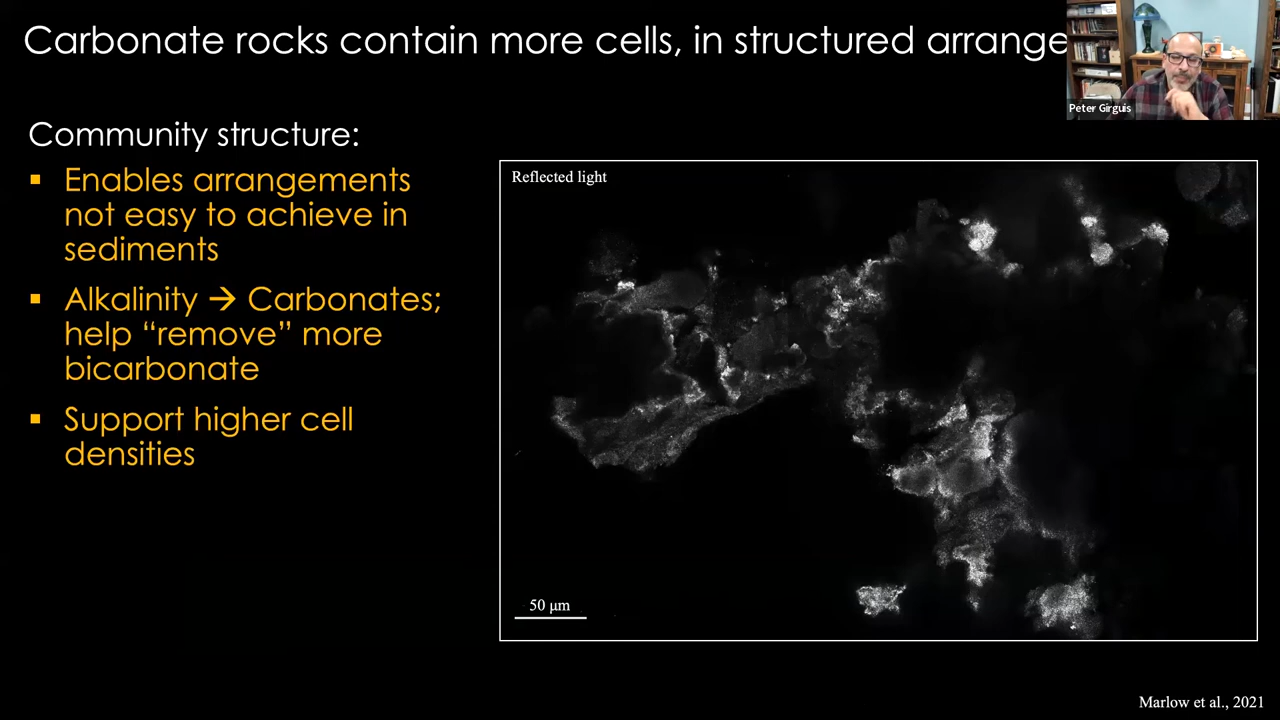 Carbonate rocks contain more cells, in structured arrange
Peter Girguis
Community structure:
▪ Enables arrangements
not easy to achieve in
sediments
▪ Alkalinity → Carbonates;
help “remove” more
bicarbonate
▪ Support higher cell
densities
Reflected light
50 µm
Marlow et al., 2021